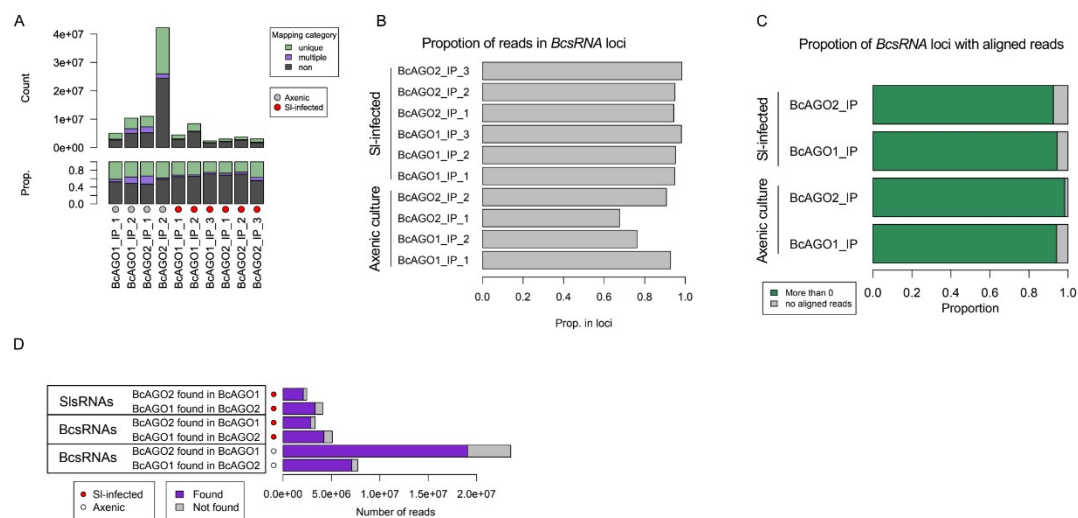 A
4e+07
3e+07
2e+07
1e+07
0e+00
Count
Mapping category
unique
multiple
non
Axenic
SI-infected
0.8
0.4
0.0
Prop.
BcAGO1_IP_1
BcAGO1_IP_2
BcAGO2_IP_1
BcAGO2_IP_2
BcAGO1_IP_1
BcAGO1_IP_2
BcAGO1_IP_3
BcAGO2_IP_1
BcAGO2_IP_2
BcAGO2_IP_3
B
Propotion of reads in BcsRNA loci
SI-infected
BcAGO2_IP_3
BcAGO2_IP_2
BcAGO2_IP_1
BcAGO1_IP_3
BcAGO1_IP_2
BcAGO1_IP_1
Axenic culture
BcAGO2_IP_2
BcAGO2_IP_1
BcAGO1_IP_2
BcAGO1_IP_1
0.0 0.2 0.4 0.6 0.8 1.0
Prop. in loci
C
Propotion of BcsRNA loci with aligned reads
SI-infected
BcAGO2_IP
BcAGO1_IP
Axenic culture
BcAGO2_IP
BcAGO1_IP
More than 0
no aligned reads
0.0 0.2 0.4 0.6 0.8 1.0
Proportion
D
SlsRNAs
BcAGO2 found in BcAGO1
BcAGO1 found in BcAGO2
BcsRNAs
BcAGO2 found in BcAGO1
BcAGO1 found in BcAGO2
BcsRNAs
BcAGO2 found in BcAGO1
BcAGO1 found in BcAGO2
0.0e+00 5.0e+06 1.0e+07 1.5e+07 2.0e+07
Number of reads
SI-infected
Axenic
Found
Not found